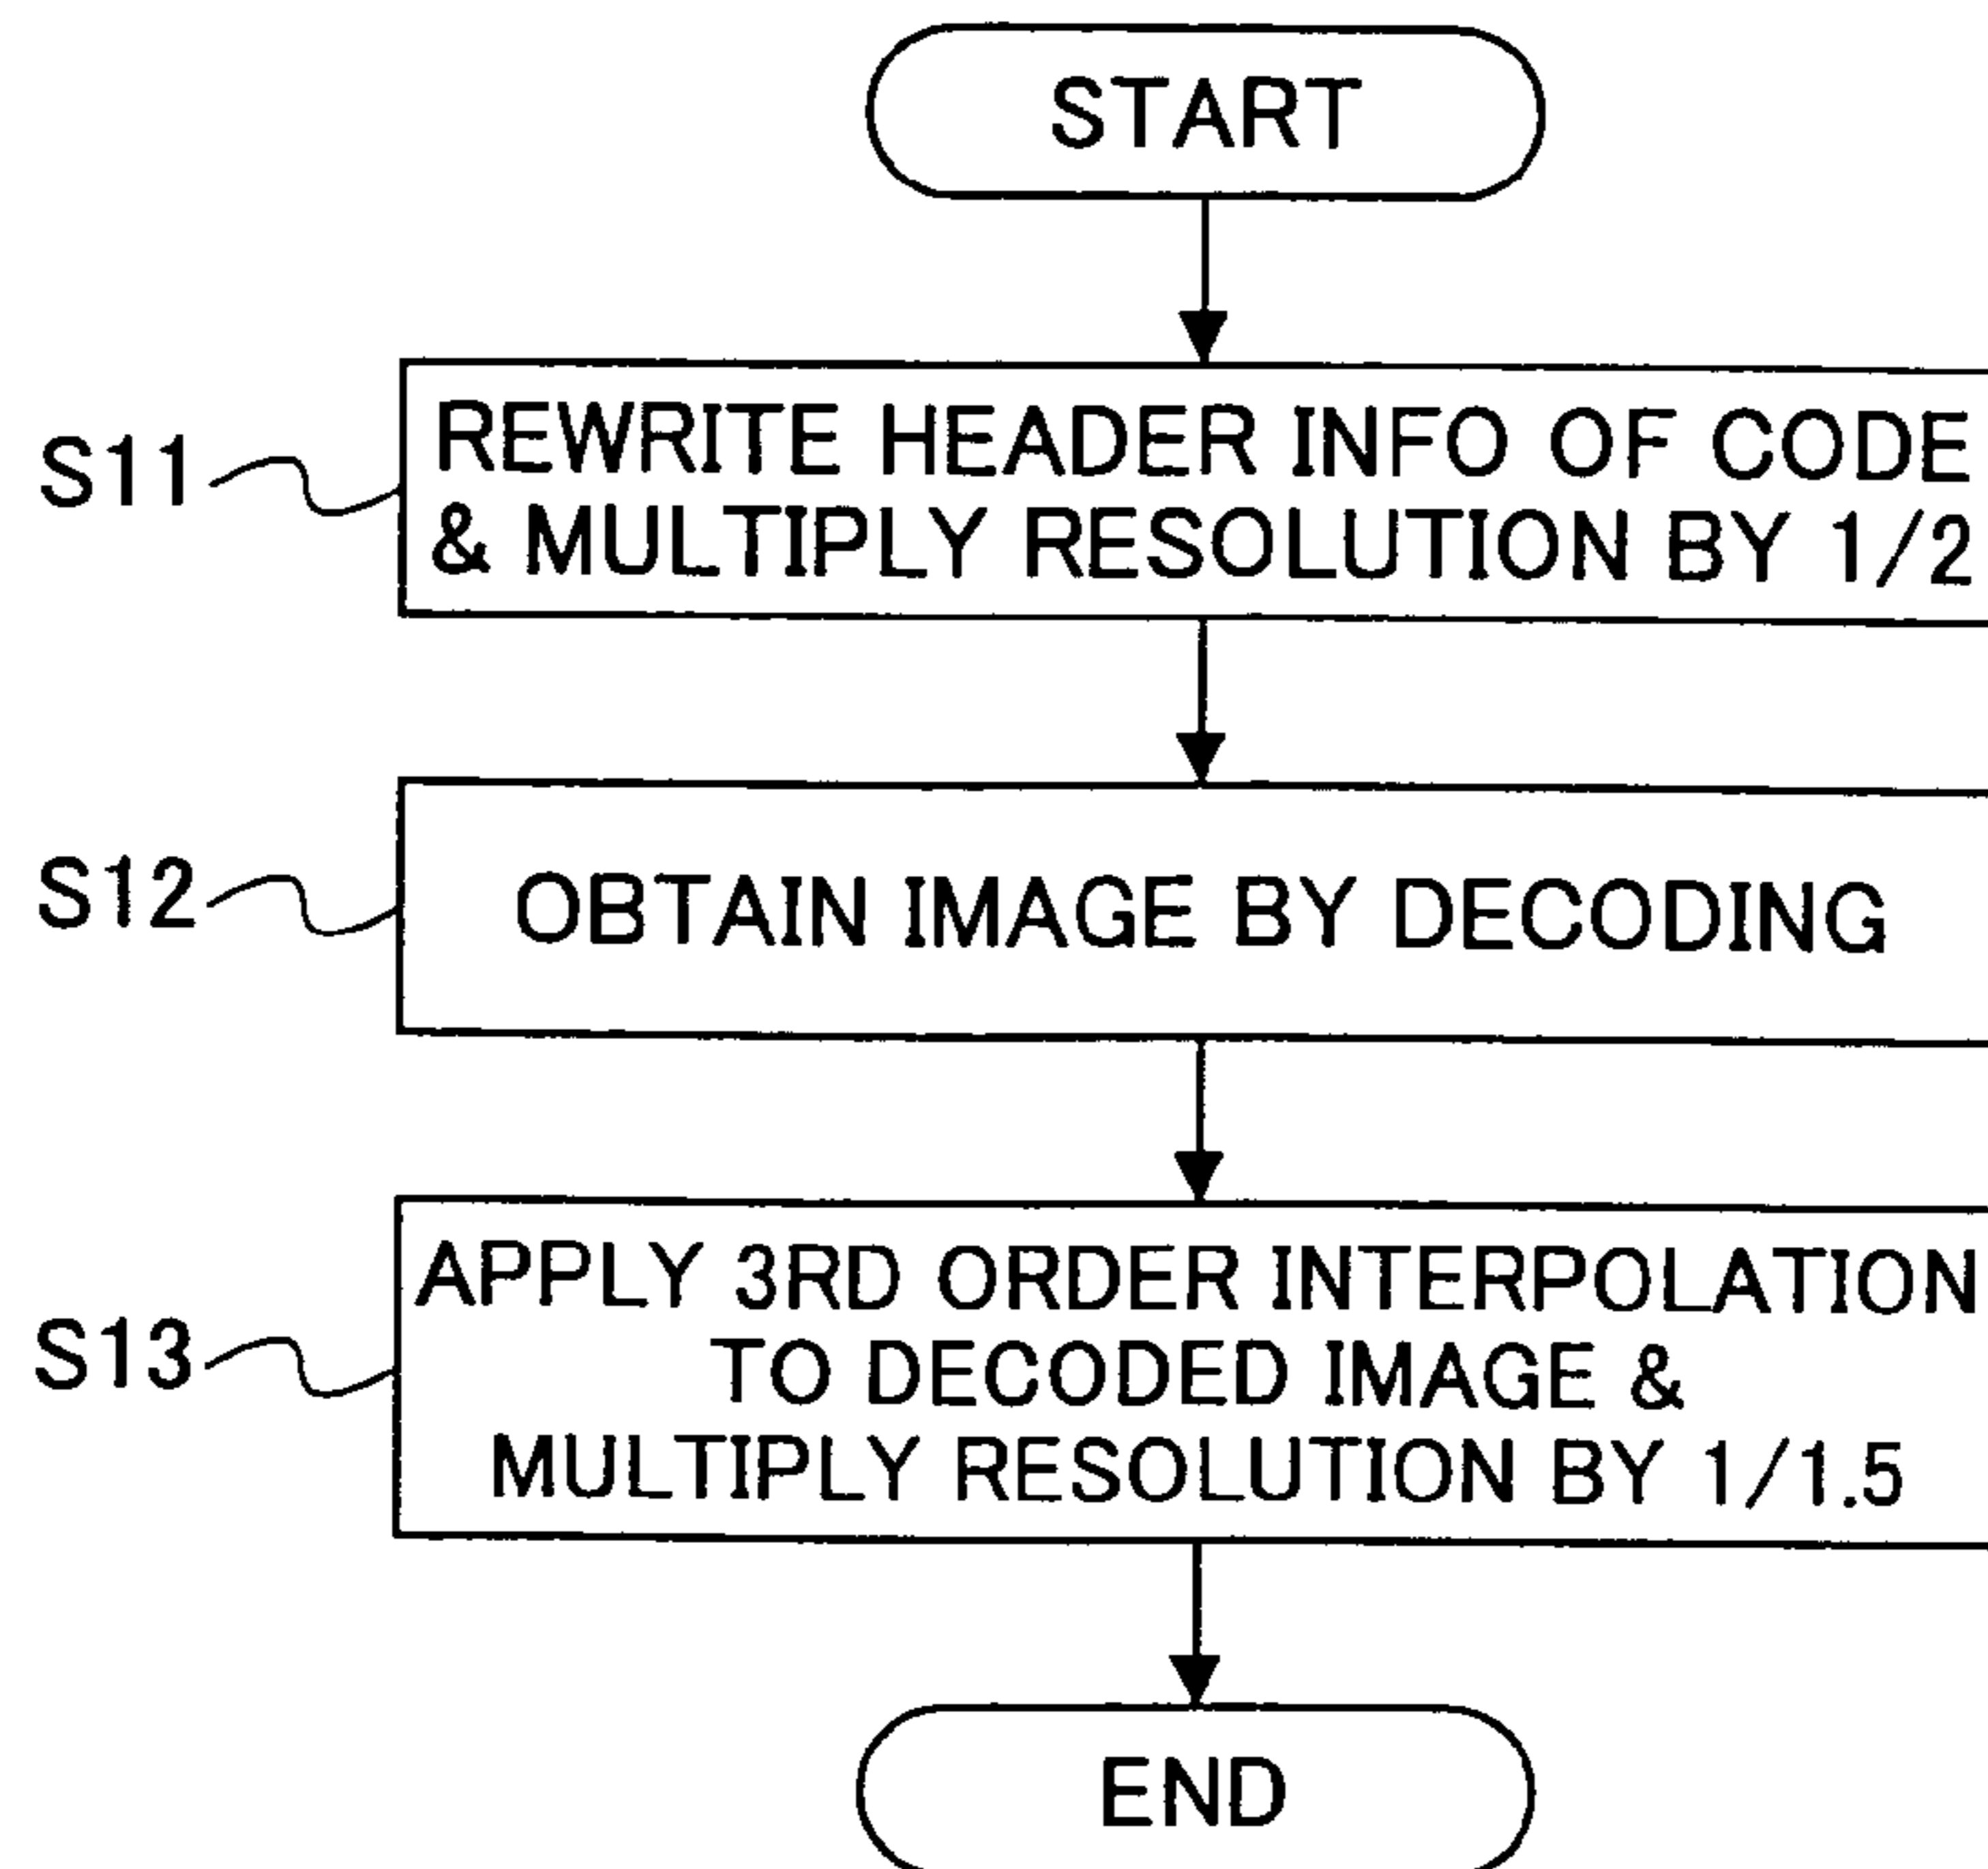 START
S11
REWRITE HEADER INFO OF CODE
& MULTIPLY RESOLUTION BY 1/2
S12
OBTAIN IMAGE BY DECODING
S13
APPLY 3RD ORDER INTERPOLATION
TO DECODED IMAGE &
MULTIPLY RESOLUTION BY 1/1.5
END